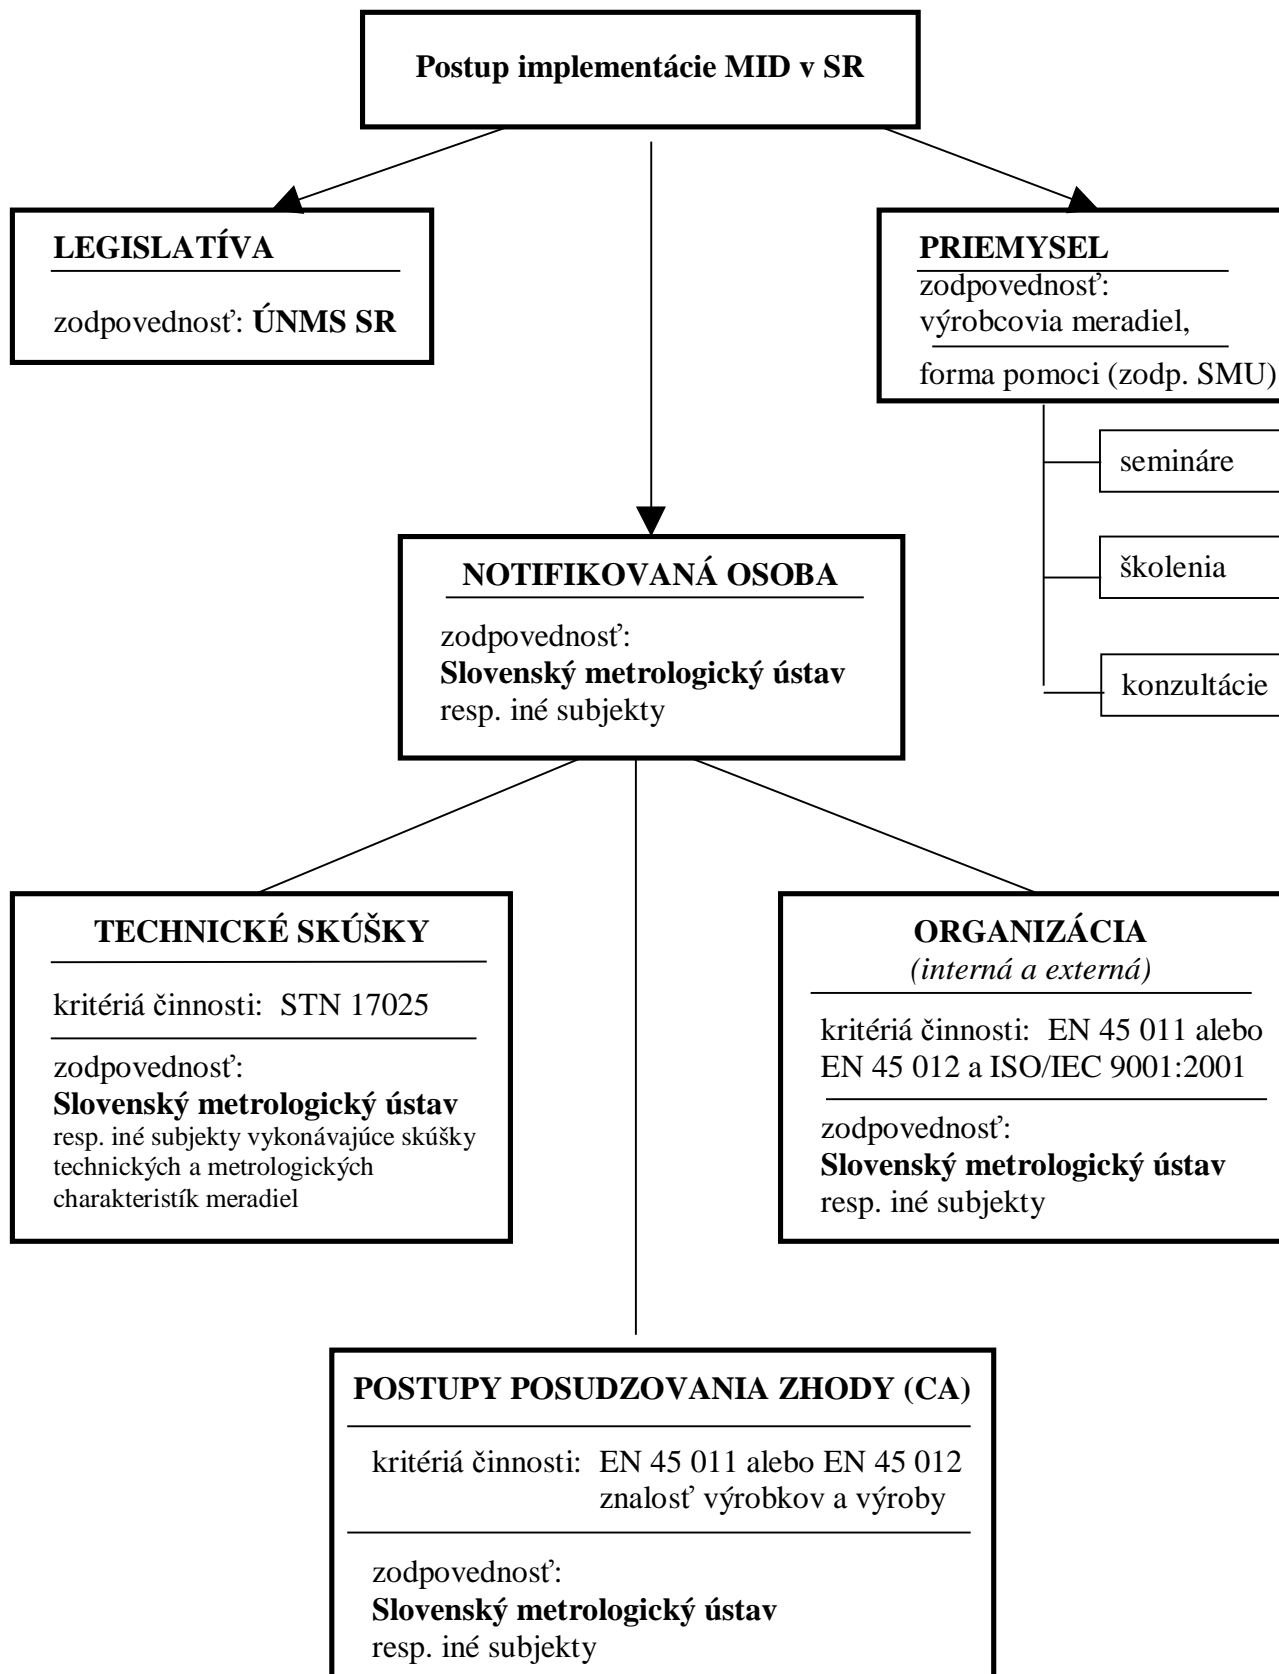 Postup implementácie MID v SR
LEGISLATÍVA
zodpovednosť: ÚNMS SR
PRIEMYSEL
zodpovednosť:
výrobcovia meradiel,
forma pomoci (zodp. SMU)
semináre
školenia
konzultácie
NOTIFIKOVANÁ OSOBA
zodpovednosť:
Slovenský metrologický ústav
resp. iné subjekty
TECHNICKÉ SKÚŠKY
kritériá činnosti: STN 17025
zodpovednosť:
Slovenský metrologický ústav
resp. iné subjekty vykonávajúce skúšky
technických a metrologických
charakteristík meradiel
ORGANIZÁCIA
(interná a externá)
kritériá činnosti: EN 45 011 alebo
EN 45 012 a ISO/IEC 9001:2001
zodpovednosť:
Slovenský metrologický ústav
resp. iné subjekty
POSTUPY POSUDZOVANIA ZHODY (CA)
kritériá činnosti: EN 45 011 alebo EN 45 012
znalosť výrobkov a výroby
zodpovednosť:
Slovenský metrologický ústav
resp. iné subjekty